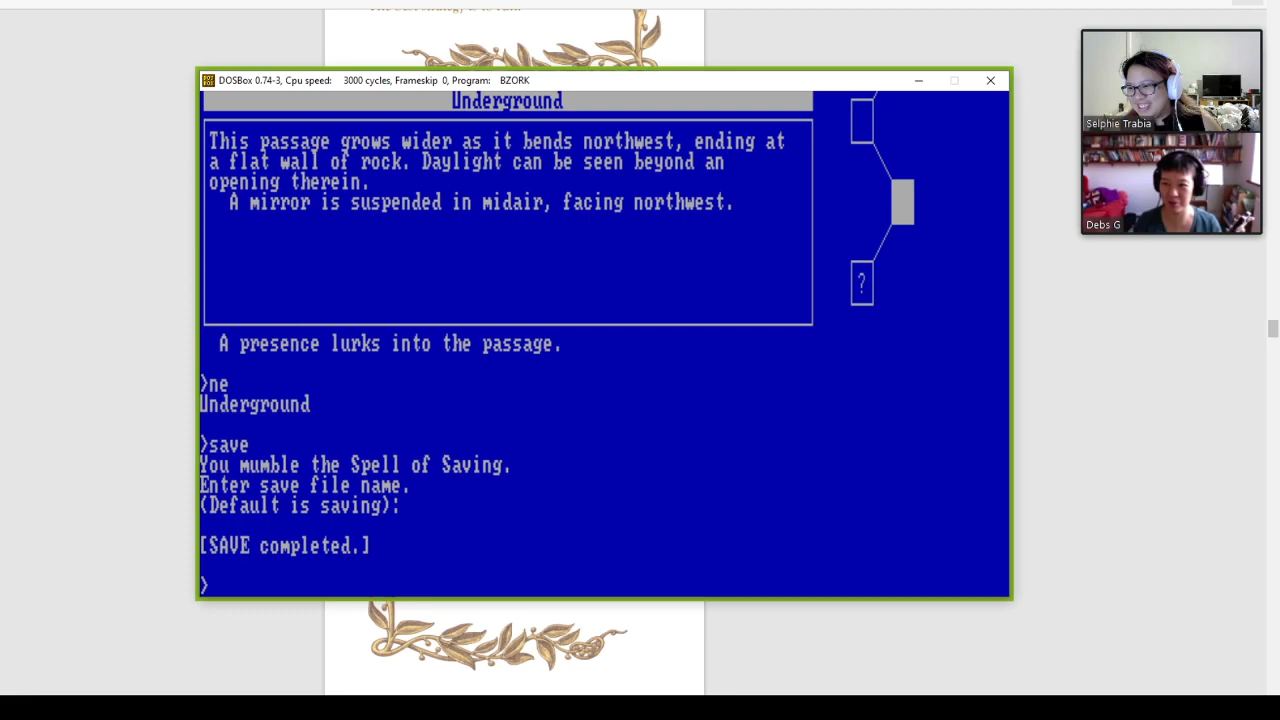 DOSBox 0.74-3, Cpu speed: 3000 cycles, Frameskip 0, Program: BZORK
Underground
This passage grows wider as it bends northwest, ending at
a flat wall of rock. Daylight can be seen beyond an
opening therein.
A mirror is suspended in midair, facing northwest.
?
A presence lurks into the passage.
>ne
Underground
>save
You mumble the Spell of Saving.
Enter save file name.
(Default is saving):
[SAVE completed.]
>
Selphie Trabia
Debs G